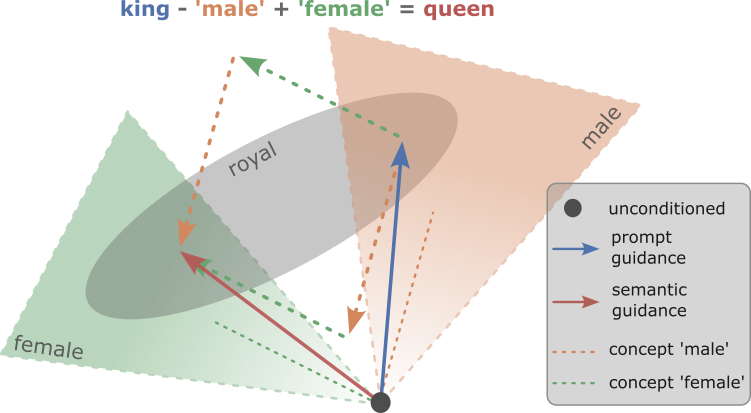 king - 'male' + 'female' = queen
male
royal
female
unconditioned
prompt
guidance
semantic
guidance
concept 'male'
concept 'female'